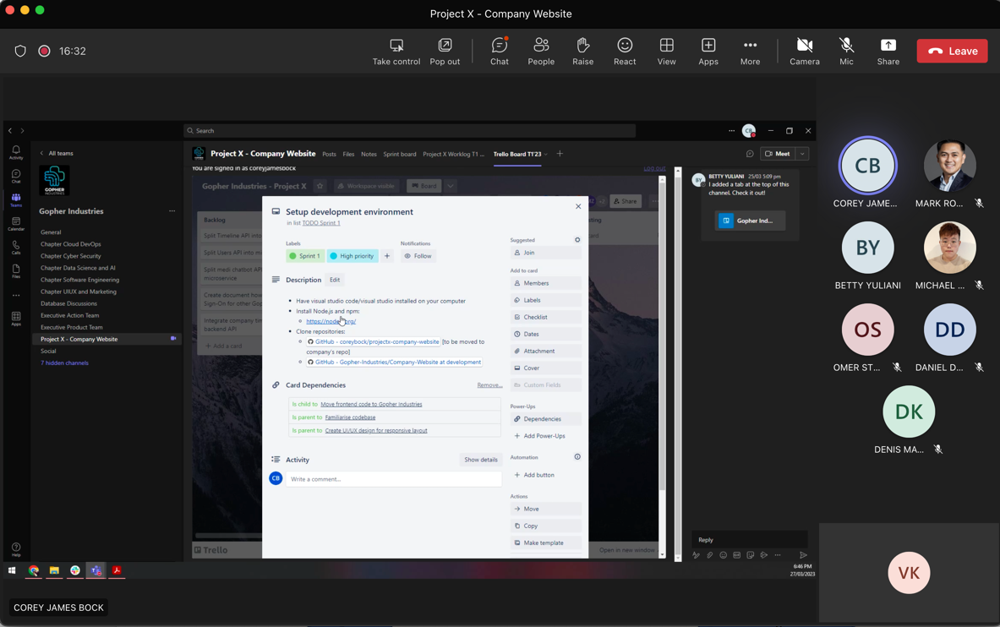 Project X - Company Website
16:32
Take control
Pop out
Chat
People
Raise
React
View
Apps
More
Camera
Mic
Share
Leave
Search
CB
Activity
Chat
Teams
Calendar
Calls
Files
Apps
Help
All teams
GOPHER
INDUSTRIES
Gopher Industries
General
Chapter Cloud DevOps
Chapter Cyber Security
Chapter Data Science and AI
Chapter Software Engineering
Chapter UIUX and Marketing
Database Discussions
Executive Action Team
Executive Product Team
Project X - Company Website
Social
7 hidden channels
Project X - Company Website
Posts
Files
Notes
Sprint board
Project X Worklog T1 ...
Trello Board T1'23
Meet
You are signed in as coreyjamesbock
Log out
Gopher Industries - Project X
Workspace visible
Board
Share
Backlog
Split Timeline API into
Split Users API into mi
Split medi chatbot AP
microservice
Create document how
Sign-On for other Gop
Integrate company tim
backend API
+ Add a card
Trello
Open in new window
Setup development environment
in list TODO Sprint 1
Labels
Sprint 1
High priority
Notifications
Follow
Description
Edit
• Have visual studio code/visual studio installed on your computer
• Install Node.js and npm:
https://node
• Clone repositories:
GitHub - coreybock/projectx-company-website [to be moved to
company's repo]
GitHub - Gopher-Industries/Company-Website at development
Card Dependencies
Remove...
Is child to Move frontend code to Gopher Industries
Is parent to Familiarise codebase
Is parent to Create UI/UX design for responsive layout
Activity
Show details
CB
Write a comment...
Suggested
Join
Add to card
Members
Labels
Checklist
Dates
Attachment
Cover
Custom Fields
Power-Ups
Dependencies
+ Add Power-Ups
Automation
+ Add button
Actions
Move
Copy
Make template
BY
BETTY YULIANI 25/03 5:09 pm
I added a tab at the top of this
channel. Check it out!
Gopher Ind...
Reply
6:46 PM
27/03/2023
COREY JAMES BOCK
CB
COREY JAME...
MARK RO...
BY
BETTY YULIANI
MICHAEL ...
OS
OMER ST...
DD
DANIEL D...
DK
DENIS MA...
VK